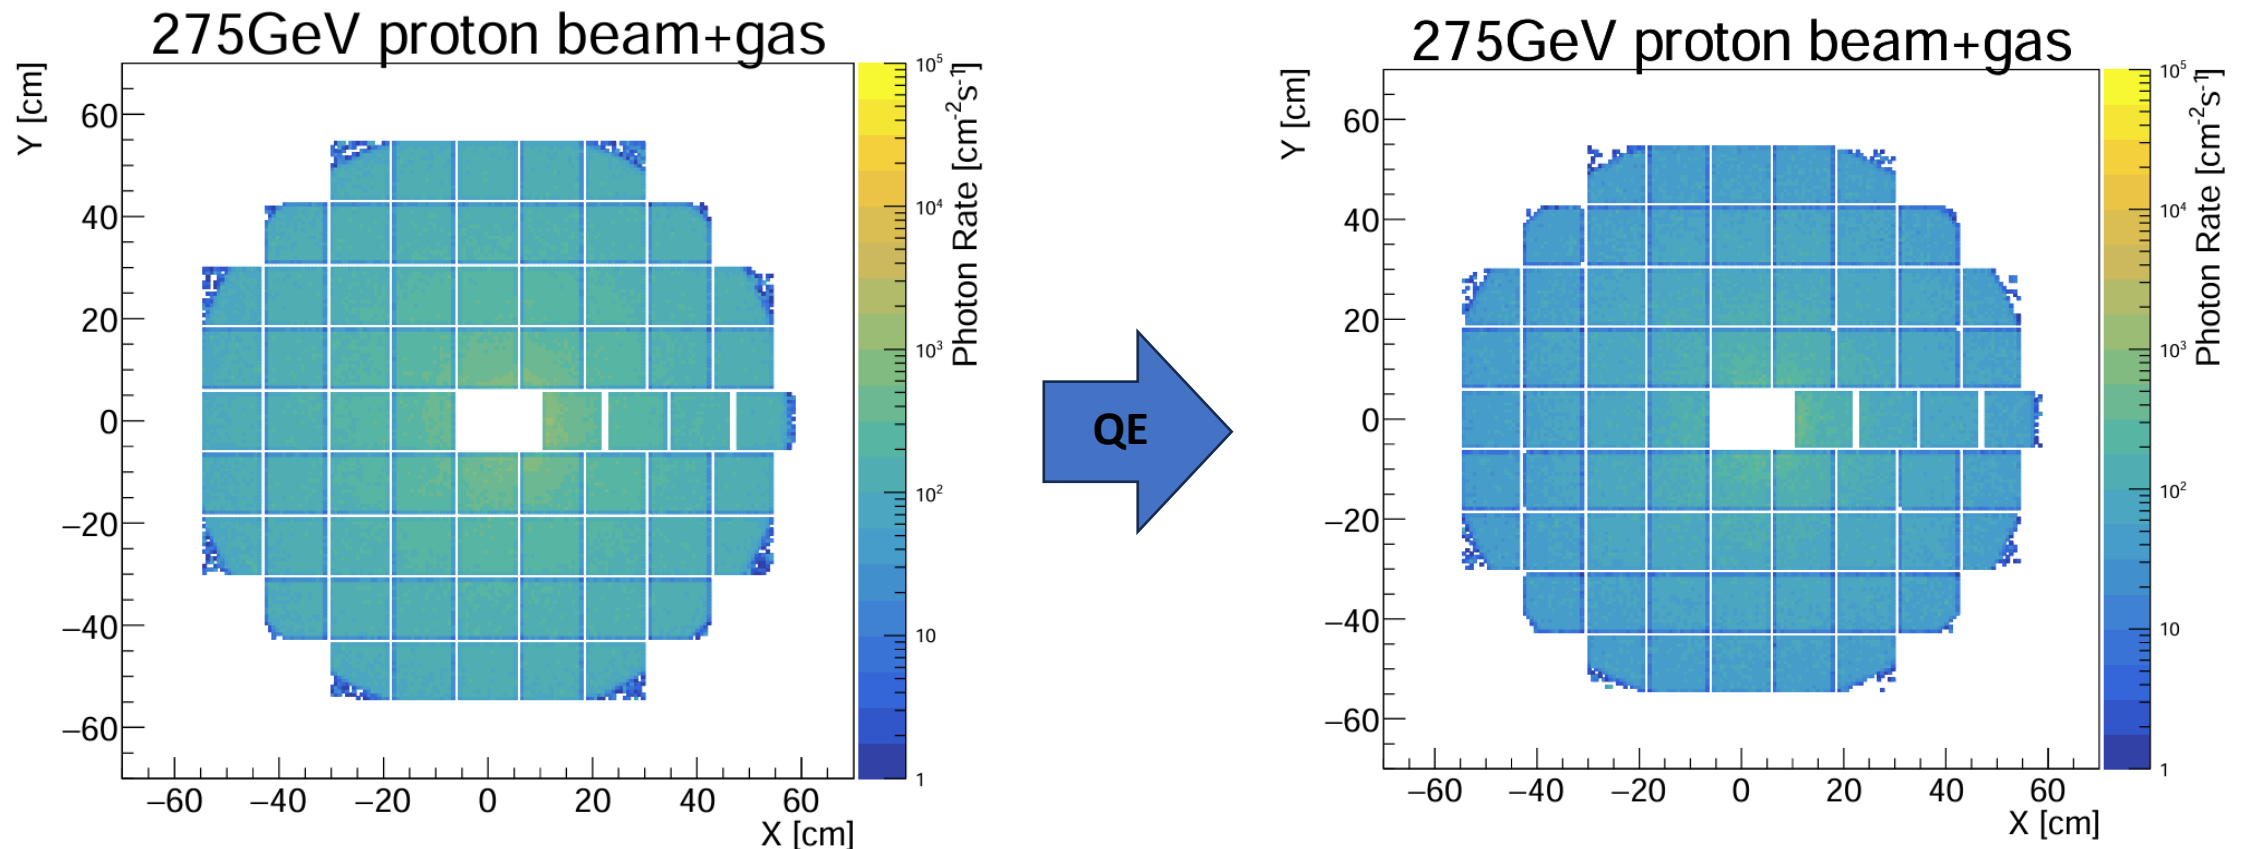 275GeV proton beam+gas
Y [cm]
60
40
20
0
−20
−40
−60
−60 −40 −20 0 20 40 60
X [cm]
10⁵
10⁴
10³
10²
10
1
Photon Rate [cm⁻²s⁻¹]
QE
275GeV proton beam+gas
Y [cm]
60
40
20
0
−20
−40
−60
−60 −40 −20 0 20 40 60
X [cm]
10⁵
10⁴
10³
10²
10
1
Photon Rate [cm⁻²s⁻¹]